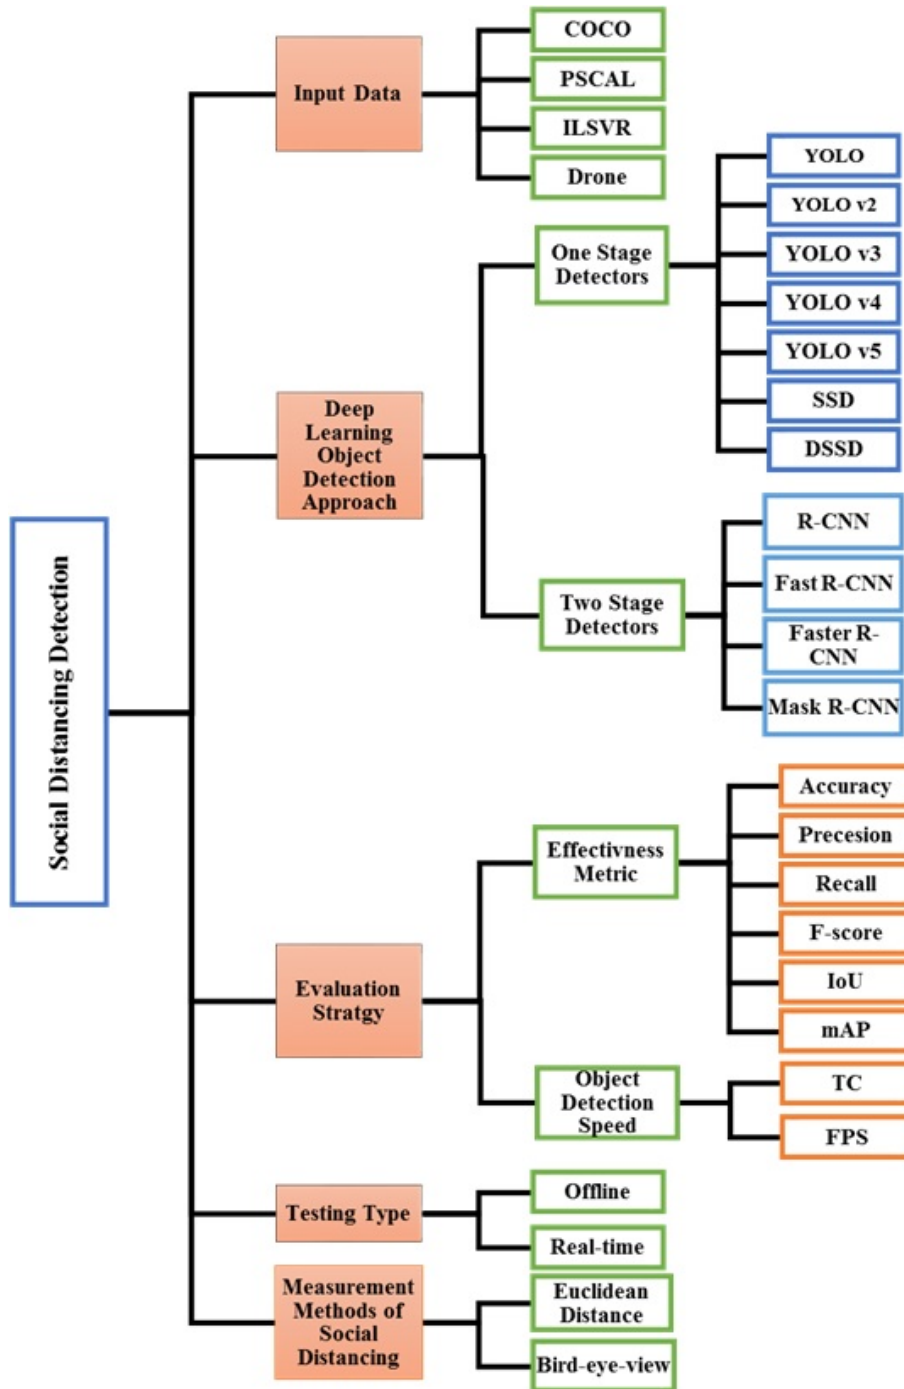 Social Distancing Detection
Input Data
COCO
PSCAL
ILSVR
Drone
Deep
Learning
Object
Detection
Approach
One Stage
Detectors
YOLO
YOLO v2
YOLO v3
YOLO v4
YOLO v5
SSD
DSSD
Two Stage
Detectors
R-CNN
Fast R-CNN
Faster R-
CNN
Mask R-CNN
Evaluation
Stratgy
Effectivness
Metric
Accuracy
Precesion
Recall
F-score
IoU
mAP
Object
Detection
Speed
TC
FPS
Testing Type
Offline
Real-time
Measurement
Methods of
Social
Distancing
Euclidean
Distance
Bird-eye-view